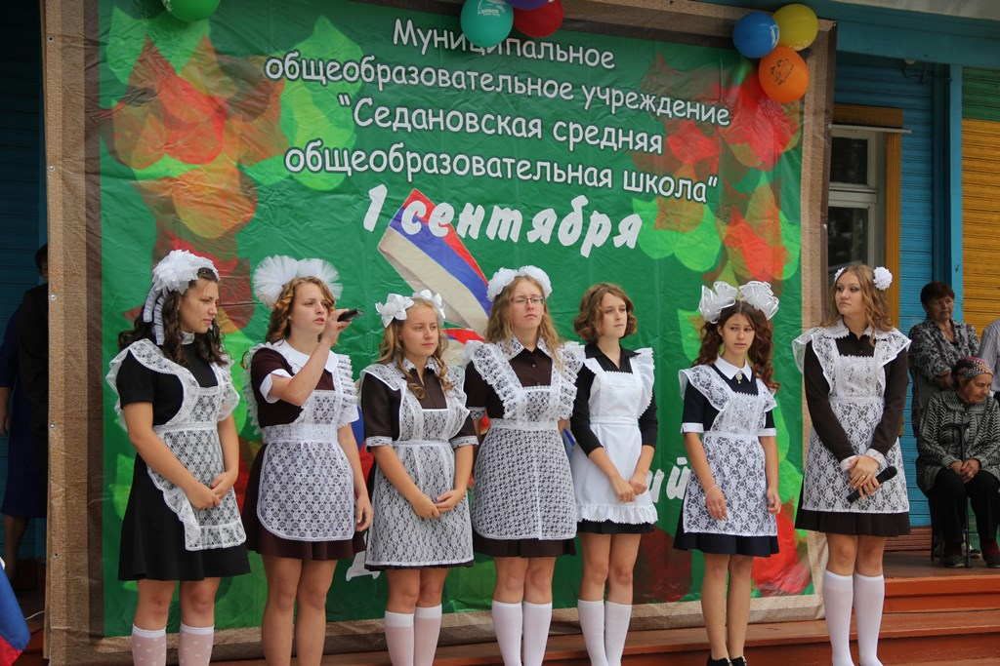 Муниципальное
общеобразовательное учреждение
"Седановская средняя
общеобразовательная школа"
1 сентября